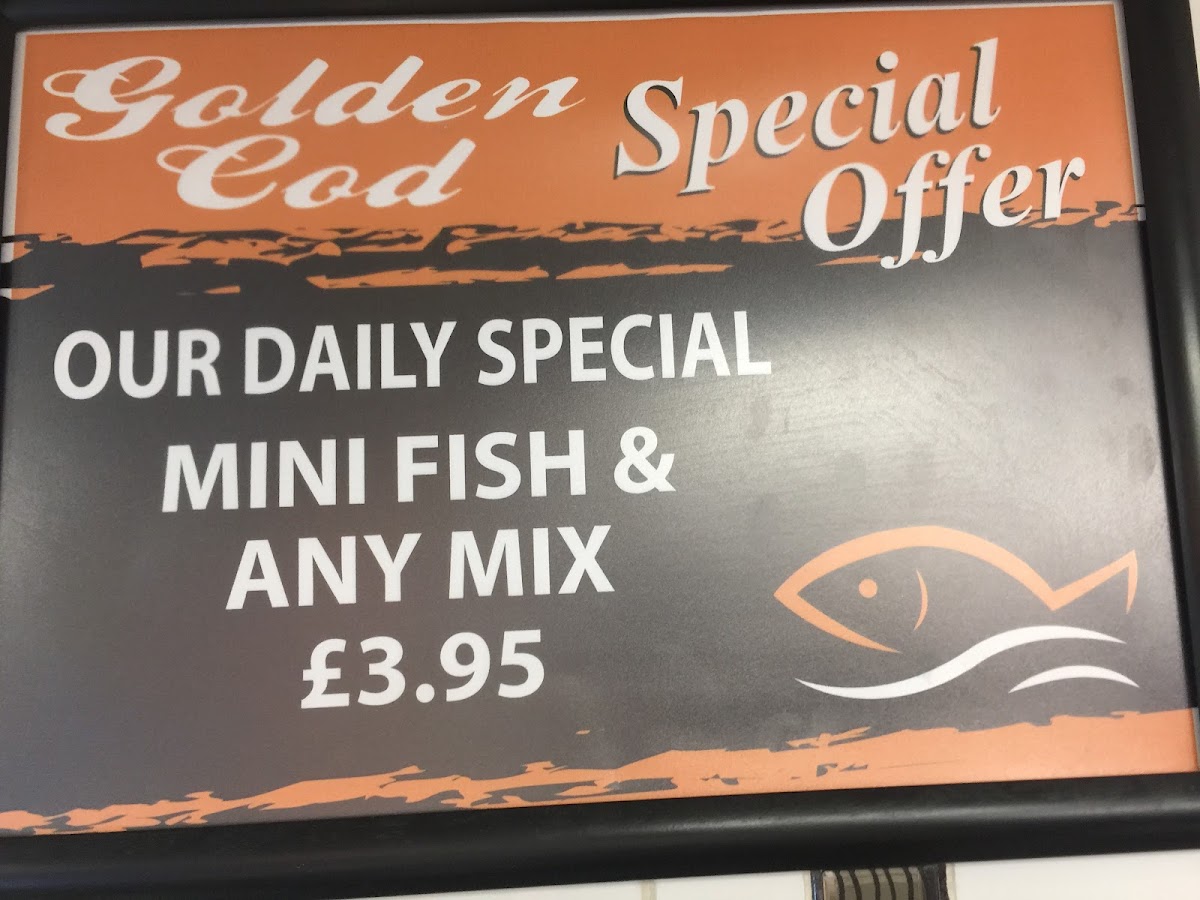 Golden
Cod
Special
Offer
OUR DAILY SPECIAL
MINI FISH &
ANY MIX
£3.95